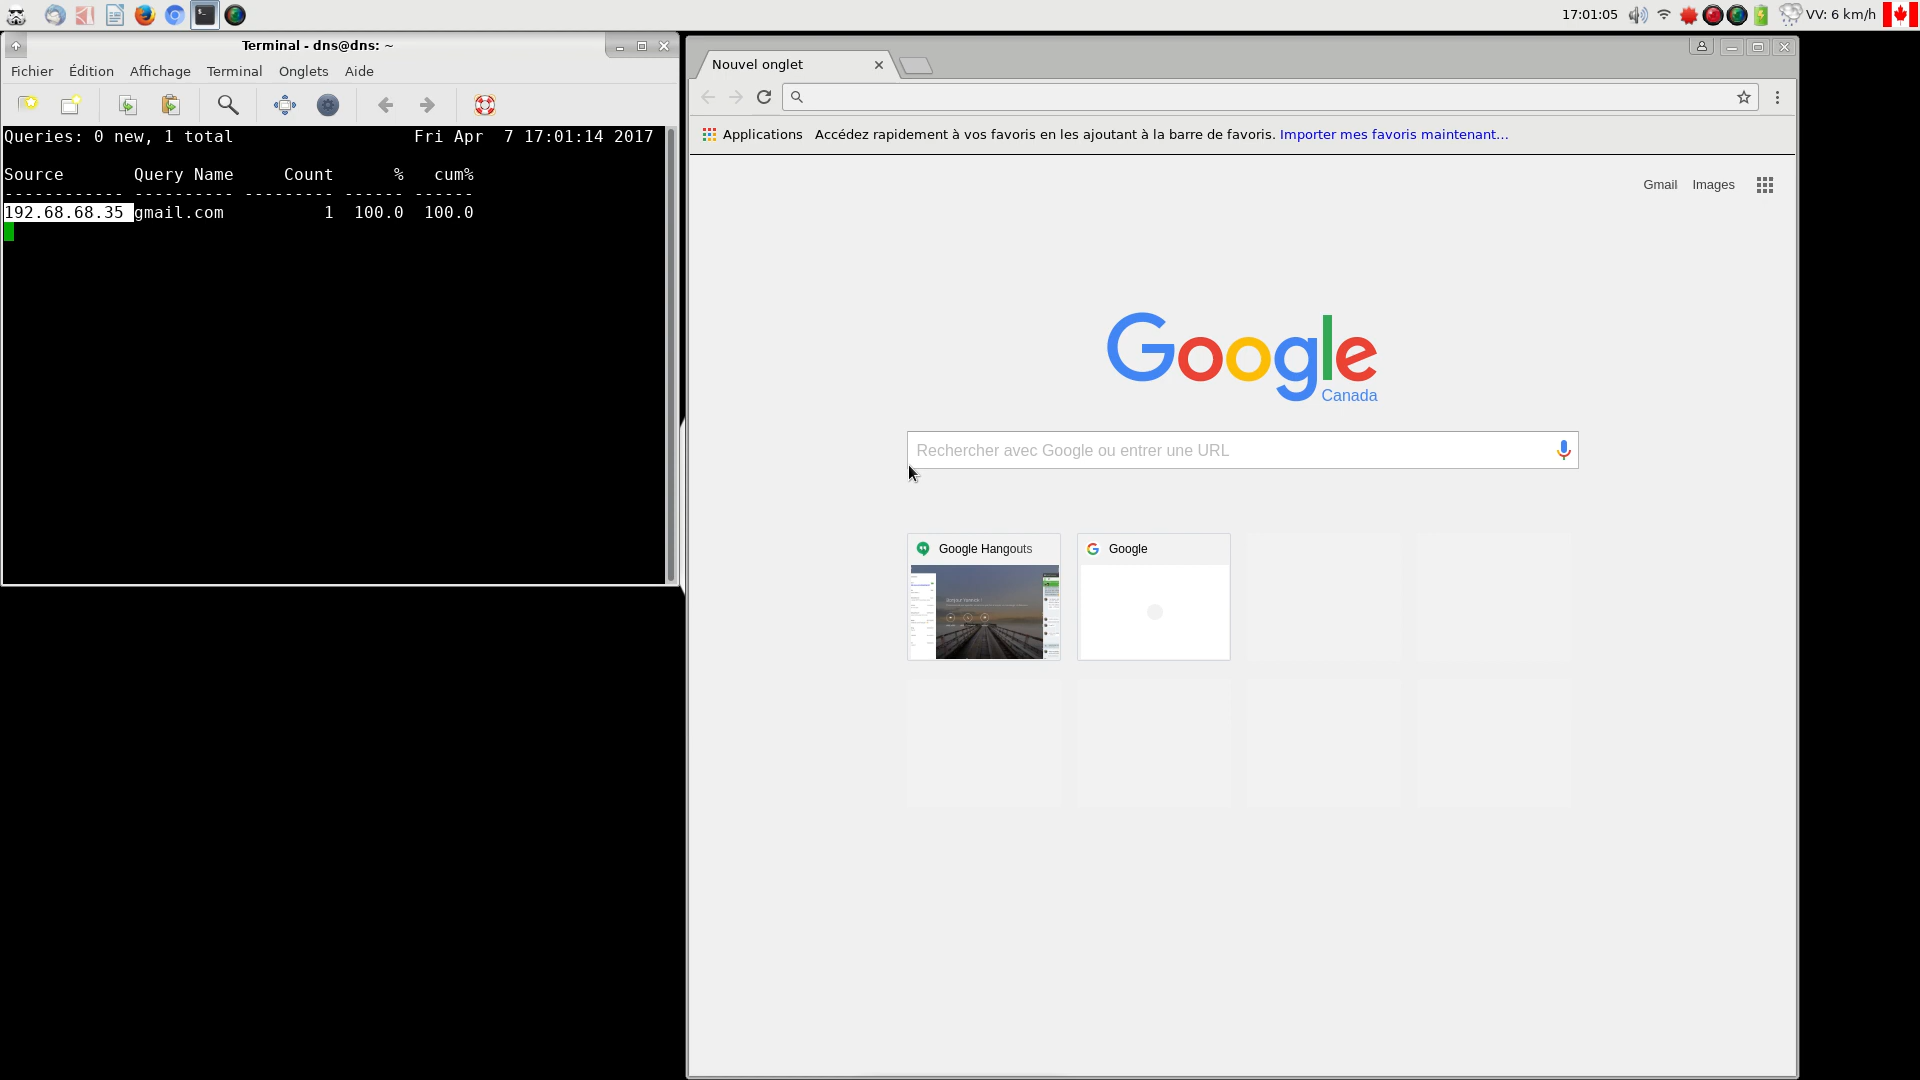 17:01:05 VV: 6 km/h
Terminal - dns@dns: ~
Fichier Édition Affichage Terminal Onglets Aide
Queries: 0 new, 1 total Fri Apr 7 17:01:14 2017
Source Query Name Count % cum%
------------ ---------- --------- ------ ------
192.68.68.35 gmail.com 1 100.0 100.0
Nouvel onglet
Applications Accédez rapidement à vos favoris en les ajoutant à la barre de favoris. Importer mes favoris maintenant...
Gmail Images
Google
Canada
Rechercher avec Google ou entrer une URL
Google Hangouts Google